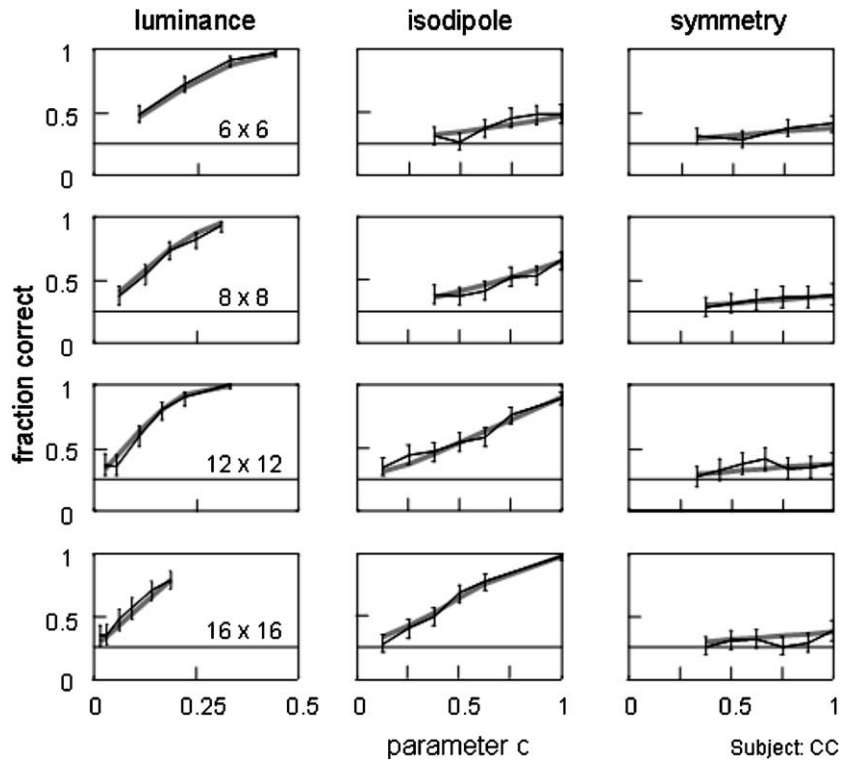 luminance isodipole symmetry
fraction correct
1
0.5
0
6 x 6
1
0.5
0
8 x 8
1
0.5
0
12 x 12
1
0.5
0
16 x 16
0 0.25 0.5 0 0.5 1 0 0.5 1
parameter c
Subject: CC